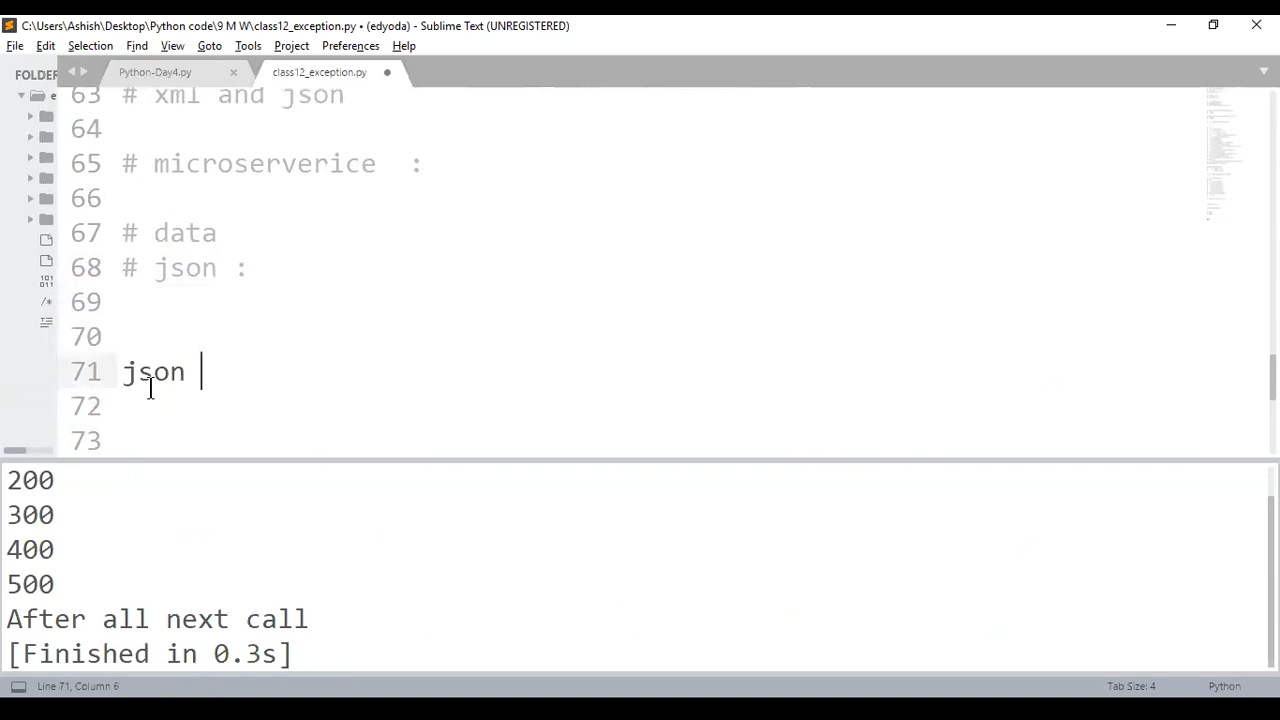 C:\Users\Ashish\Desktop\Python code\9 M W\class12_exception.py • (edyoda) - Sublime Text (UNREGISTERED)
File Edit Selection Find View Goto Tools Project Preferences Help
FOLDER
Python-Day4.py
class12_exception.py
e
63 # xml and json
64
65 # microserverice :
66
67 # data
68 # json :
69
70
71 json
72
73
200
300
400
500
After all next call
[Finished in 0.3s]
Line 71, Column 6
Tab Size: 4
Python